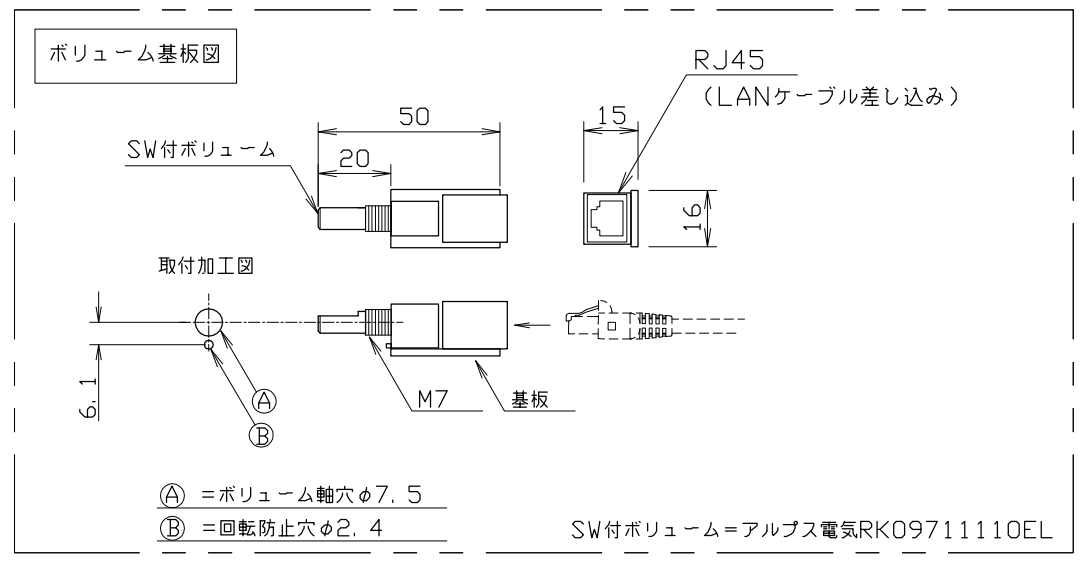 ボリューム基板図
RJ45
(LANケーブル差し込み)
50
15
SW付ボリューム
20
16
取付加工図
6.1
A
B
M7
基板
A =ボリューム軸穴φ7.5
B =回転防止穴φ2.4
SW付ボリューム=アルプス電気RK09711110EL